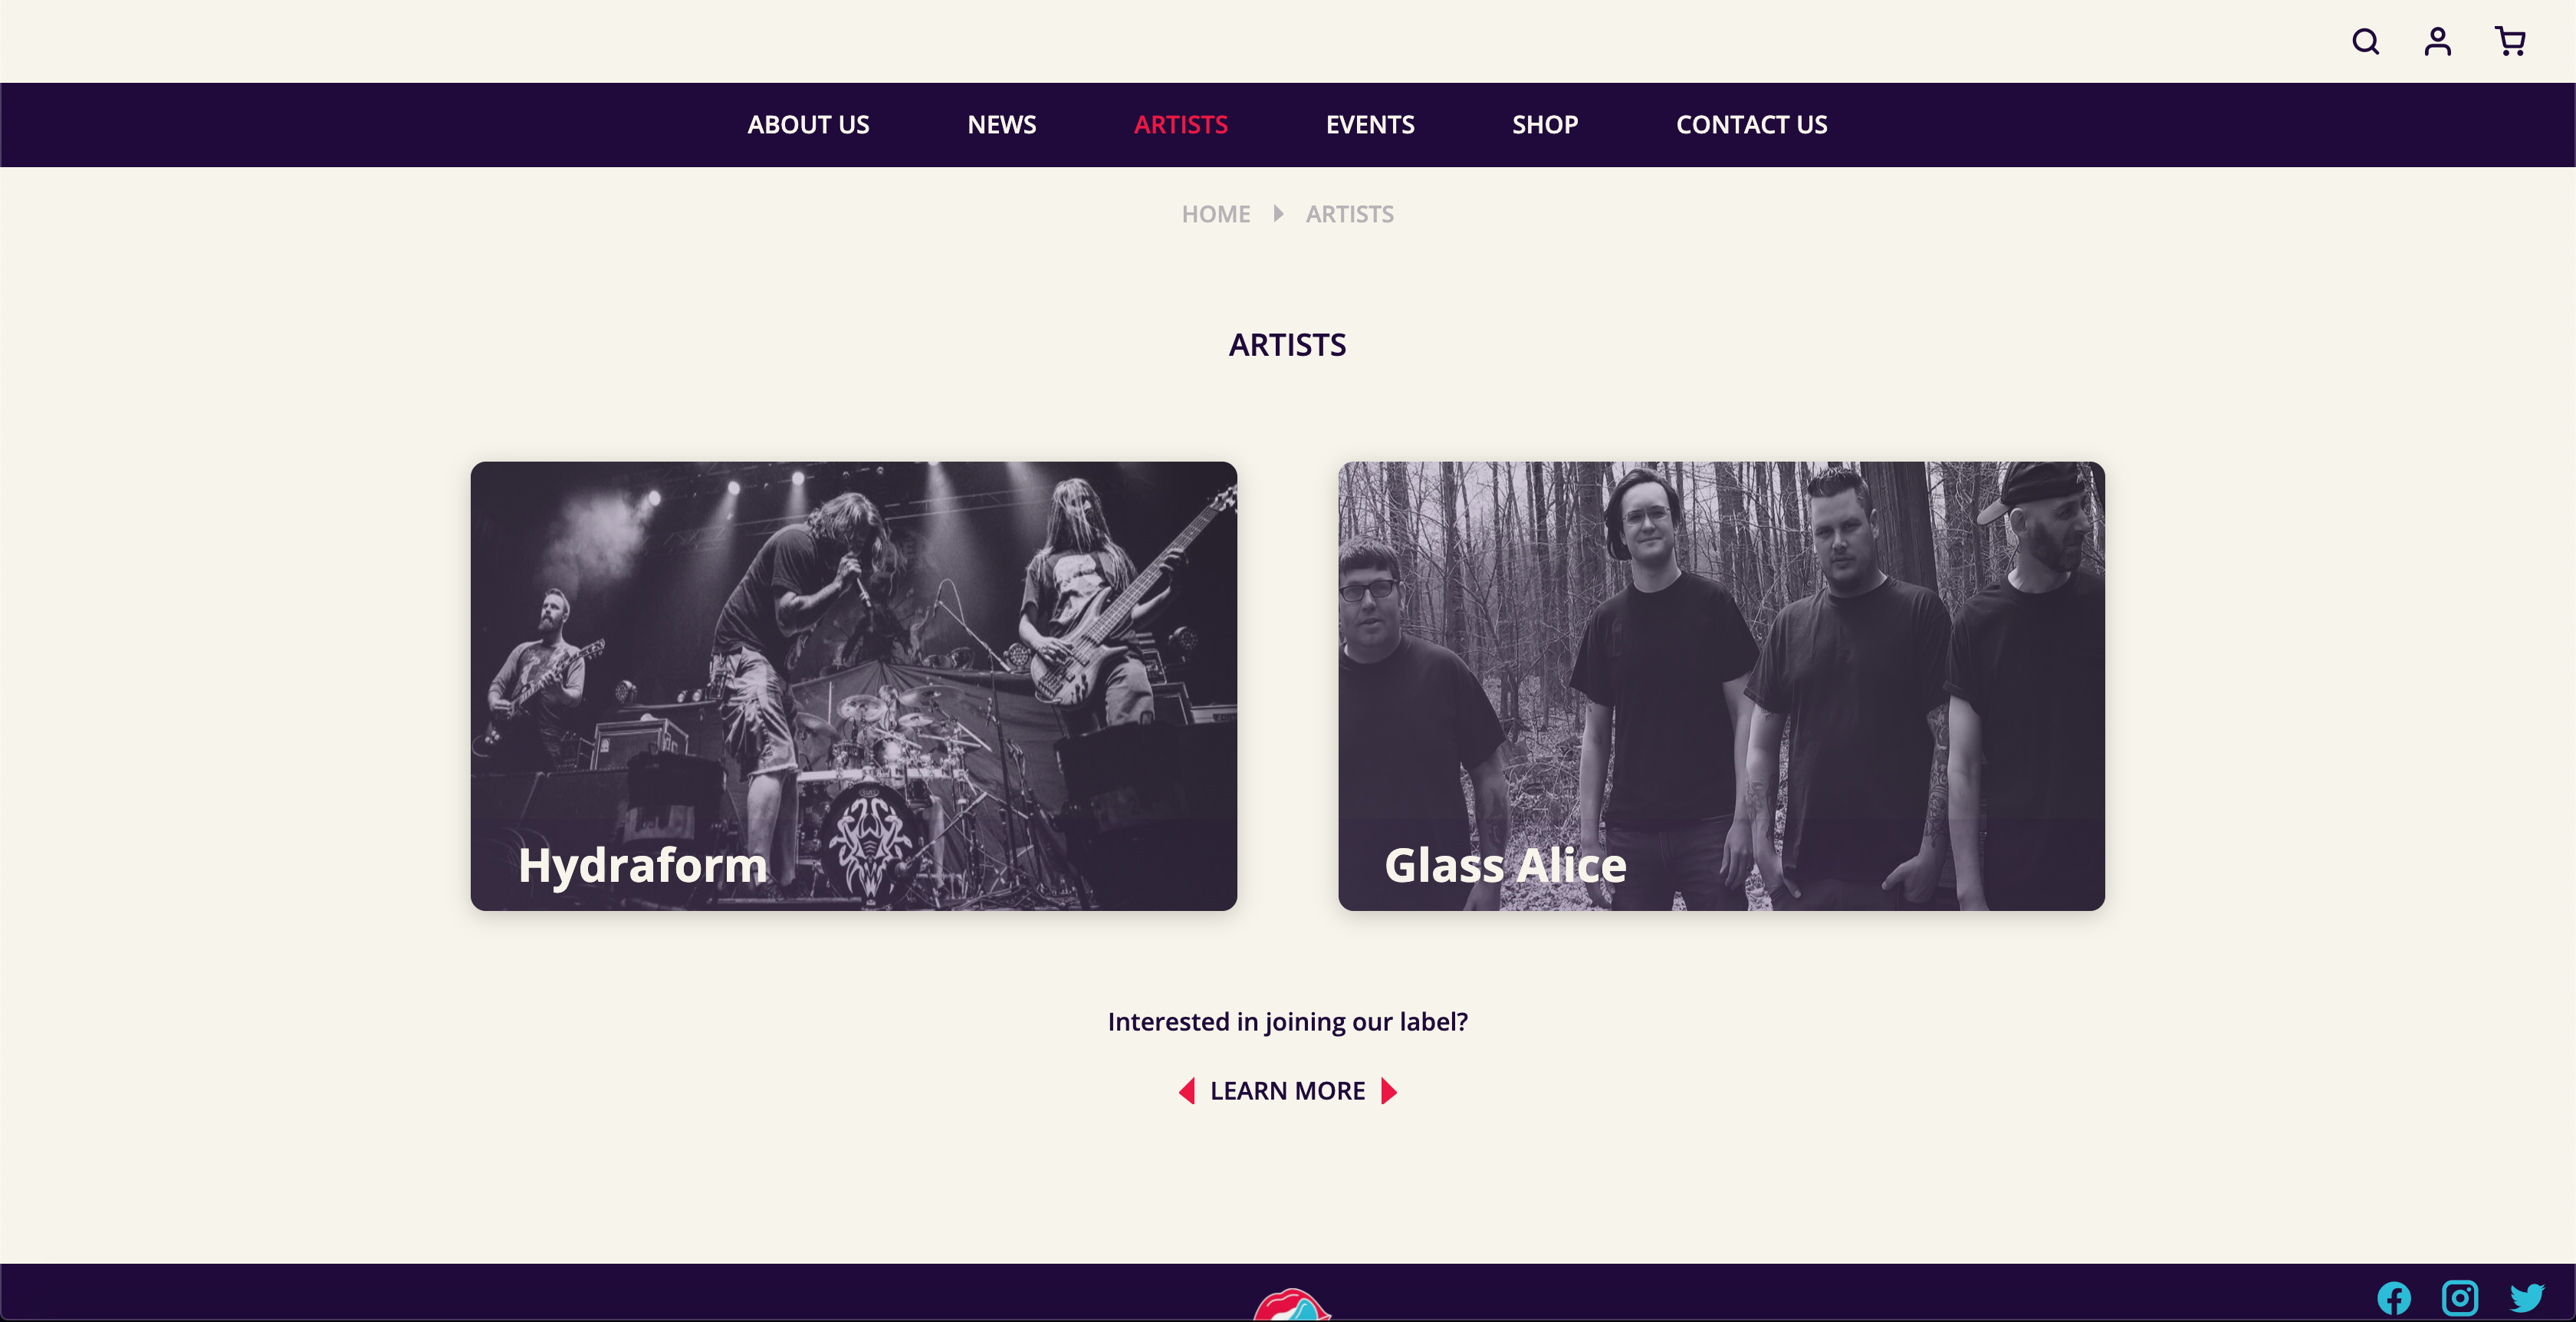 ABOUT US NEWS ARTISTS EVENTS SHOP CONTACT US
HOME ARTISTS
ARTISTS
Hydraform
Glass Alice
Interested in joining our label?
LEARN MORE